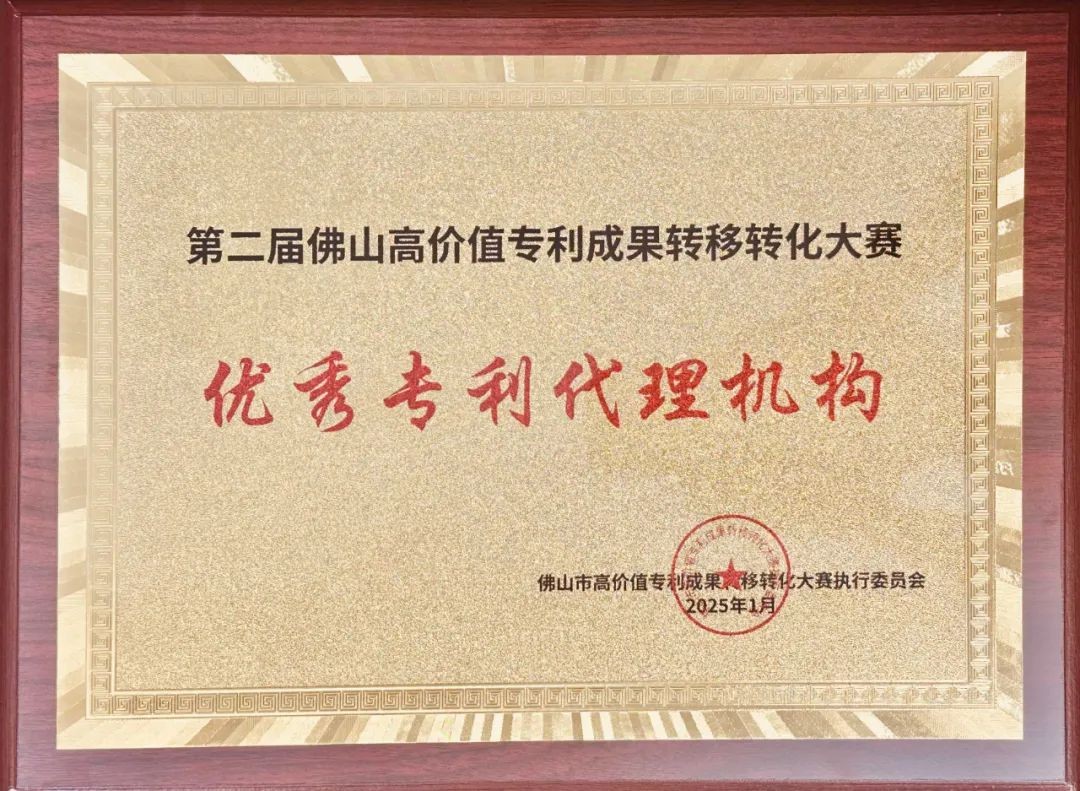 第二届佛山高价值专利成果转移转化大赛
优秀专利代理机构
佛山市高价值专利成果转移转化大赛执行委员会
2025年1月